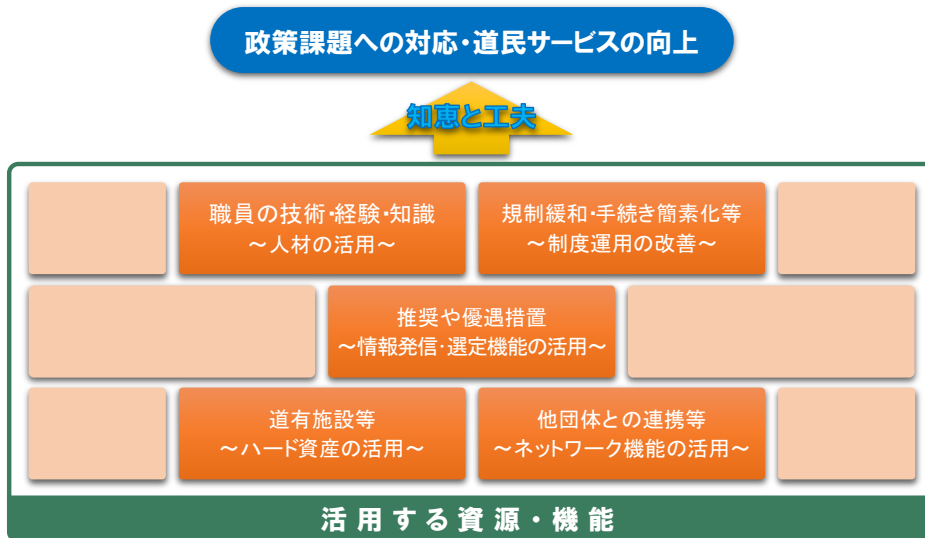 政策課題への対応・道民サービスの向上
知恵と工夫
職員の技術・経験・知識
～人材の活用～
規制緩和・手続き簡素化等
～制度運用の改善～
推奨や優遇措置
～情報発信・選定機能の活用～
道有施設等
～ハード資産の活用～
他団体との連携等
～ネットワーク機能の活用～
活用する資源・機能